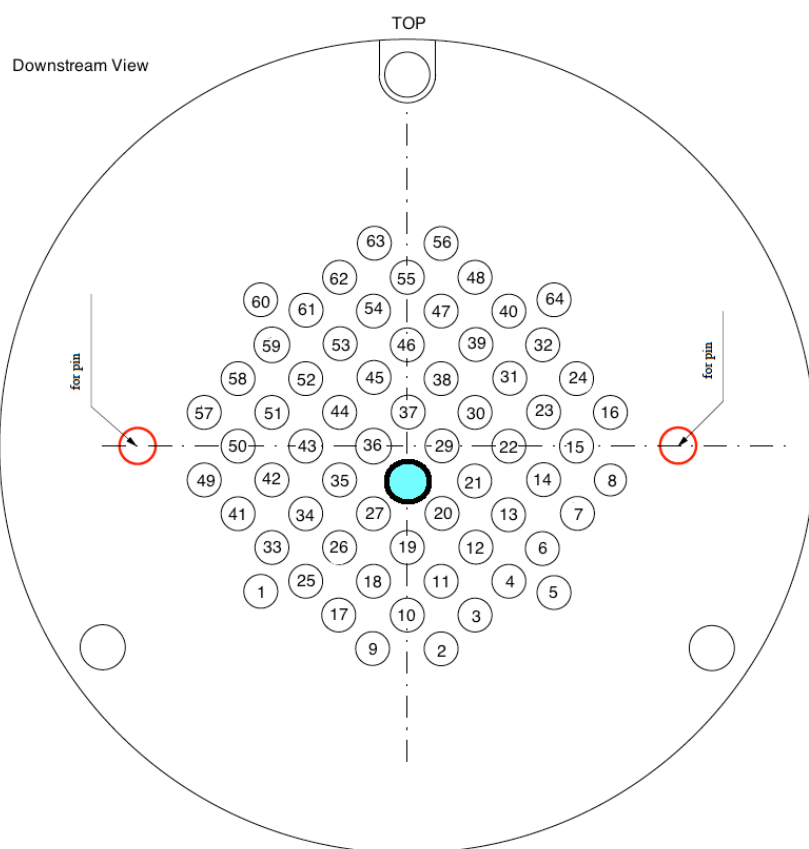 TOP
Downstream View
63 56
62 55 48
60 61 54 47 40 64
59 53 46 39 32
for pin
for pin
58 52 45 38 31 24
57 51 44 37 30 23 16
50 43 36 29 22 15
49 42 35 21 14 8
41 34 27 20 13 7
33 26 19 12 6
1 25 18 11 4 5
17 10 3
9 2